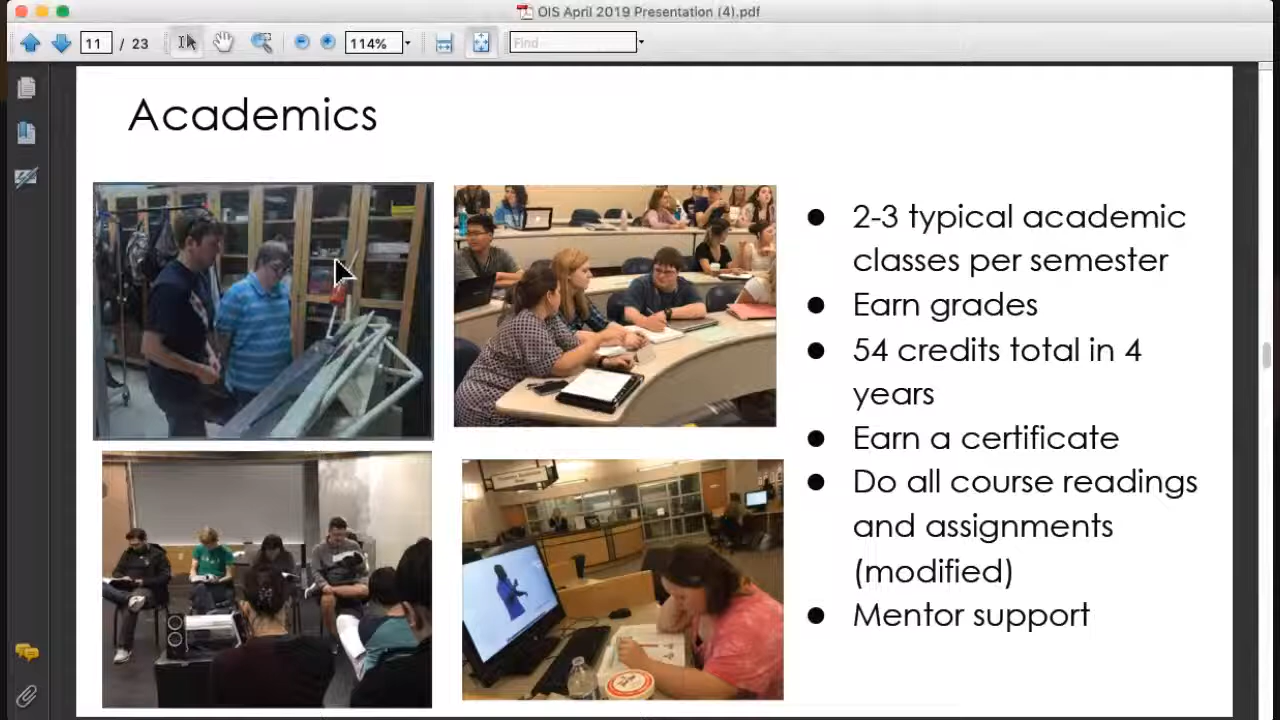 OIS April 2019 Presentation (4).pdf
11 / 23
114%
Find
Academics
● 2-3 typical academic
classes per semester
● Earn grades
● 54 credits total in 4
years
● Earn a certificate
● Do all course readings
and assignments
(modified)
● Mentor support